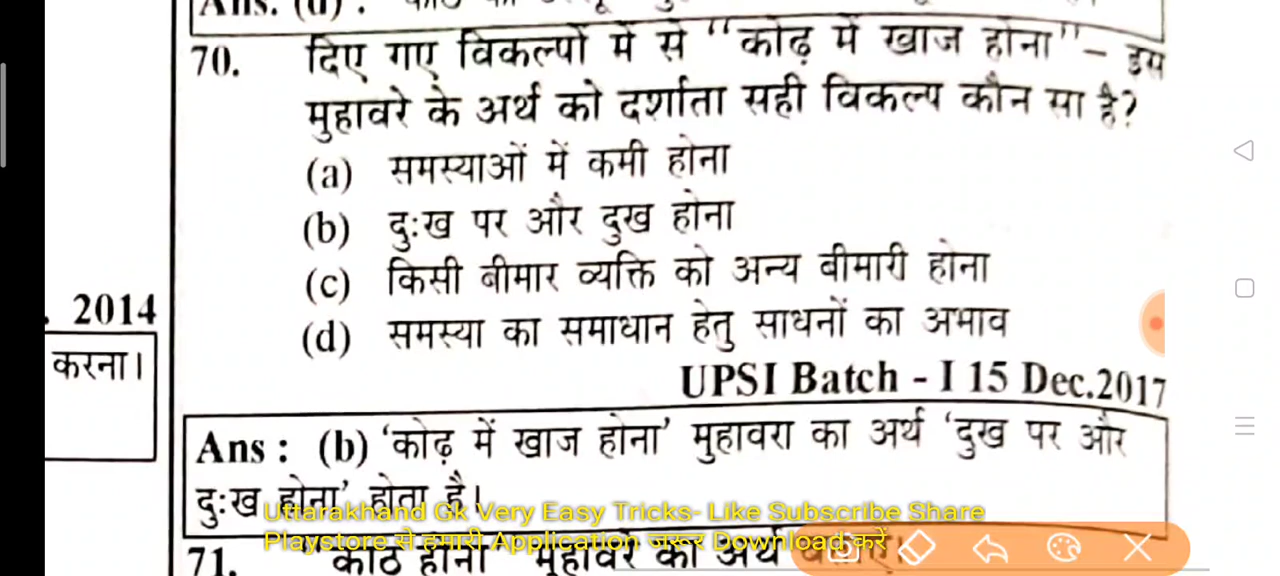 Ans. (d) :
70. दिए गए विकल्पों में से "कोढ़ में खाज होना"– इस
मुहावरे के अर्थ को दर्शाता सही विकल्प कौन सा है?
(a) समस्याओं में कमी होना
(b) दुःख पर और दुख होना
(c) किसी बीमार व्यक्ति को अन्य बीमारी होना
(d) समस्या का समाधान हेतु साधनों का अभाव
UPSI Batch - I 15 Dec.2017
. 2014
करना।
Ans : (b) 'कोढ़ में खाज होना' मुहावरा का अर्थ 'दुख पर और
दुःख होना' होता है।
Uttarakhand Gk Very Easy Tricks- Like Subscribe Share
Playstore से हमारी Application जरूर Download करें
71. "काठ होना" मुहावरे का अर्थ